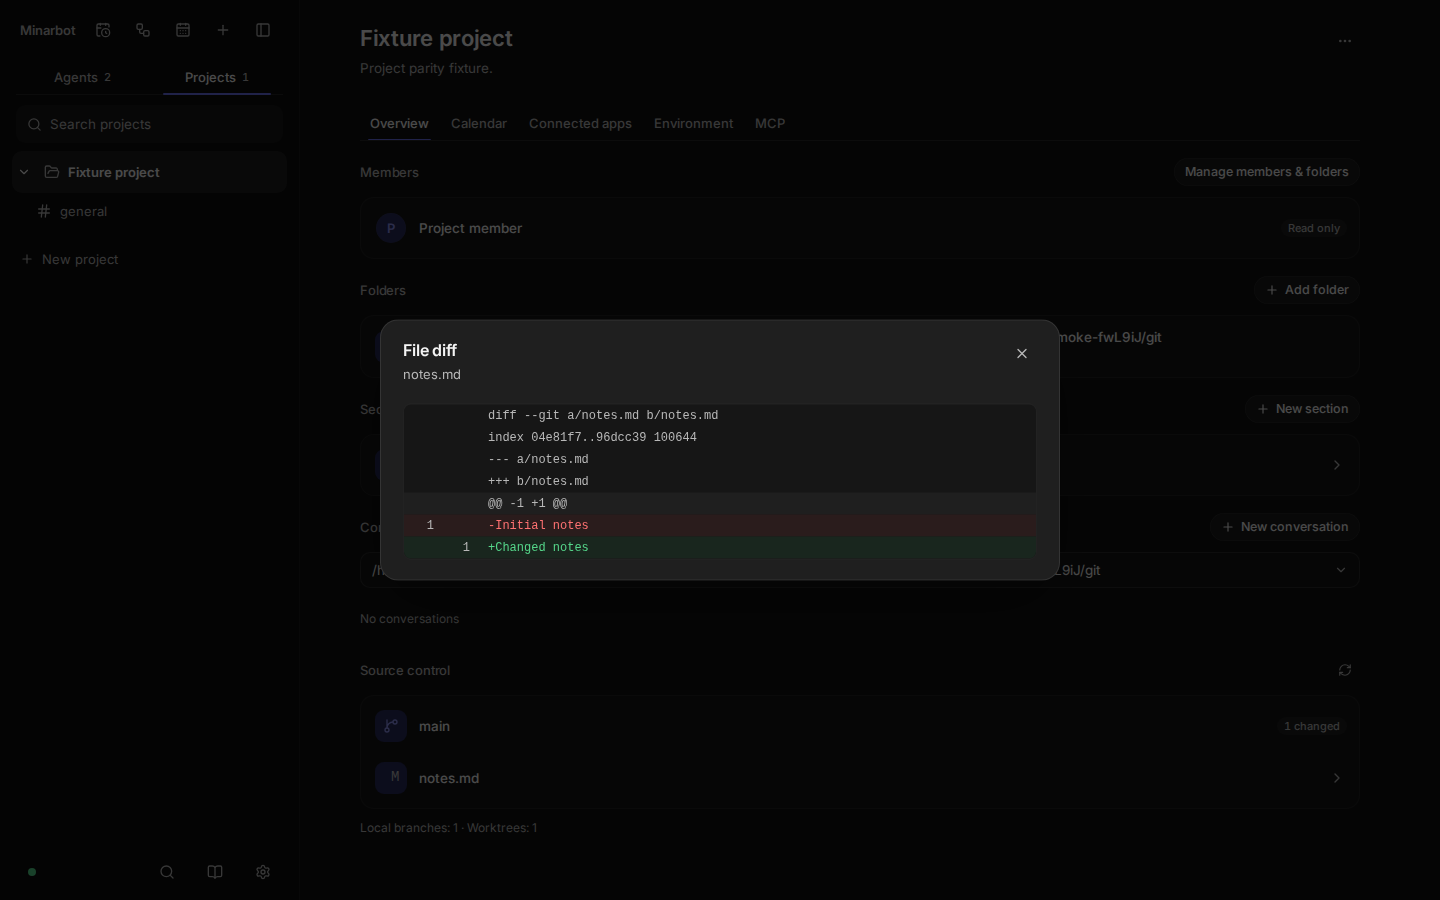 Minarbot
Agents 2
Projects 1
Search projects
Fixture project
general
New project
Fixture project
Project parity fixture.
Overview
Calendar
Connected apps
Environment
MCP
Members
Manage members & folders
P
Project member
Read only
Folders
Add folder
moke-fwL9iJ/git
New section
File diff
notes.md
diff --git a/notes.md b/notes.md
index 04e81f7..96dcc39 100644
--- a/notes.md
+++ b/notes.md
@@ -1 +1 @@
1 -Initial notes
1 +Changed notes
New conversation
L9iJ/git
No conversations
Source control
main
1 changed
M
notes.md
Local branches: 1 · Worktrees: 1